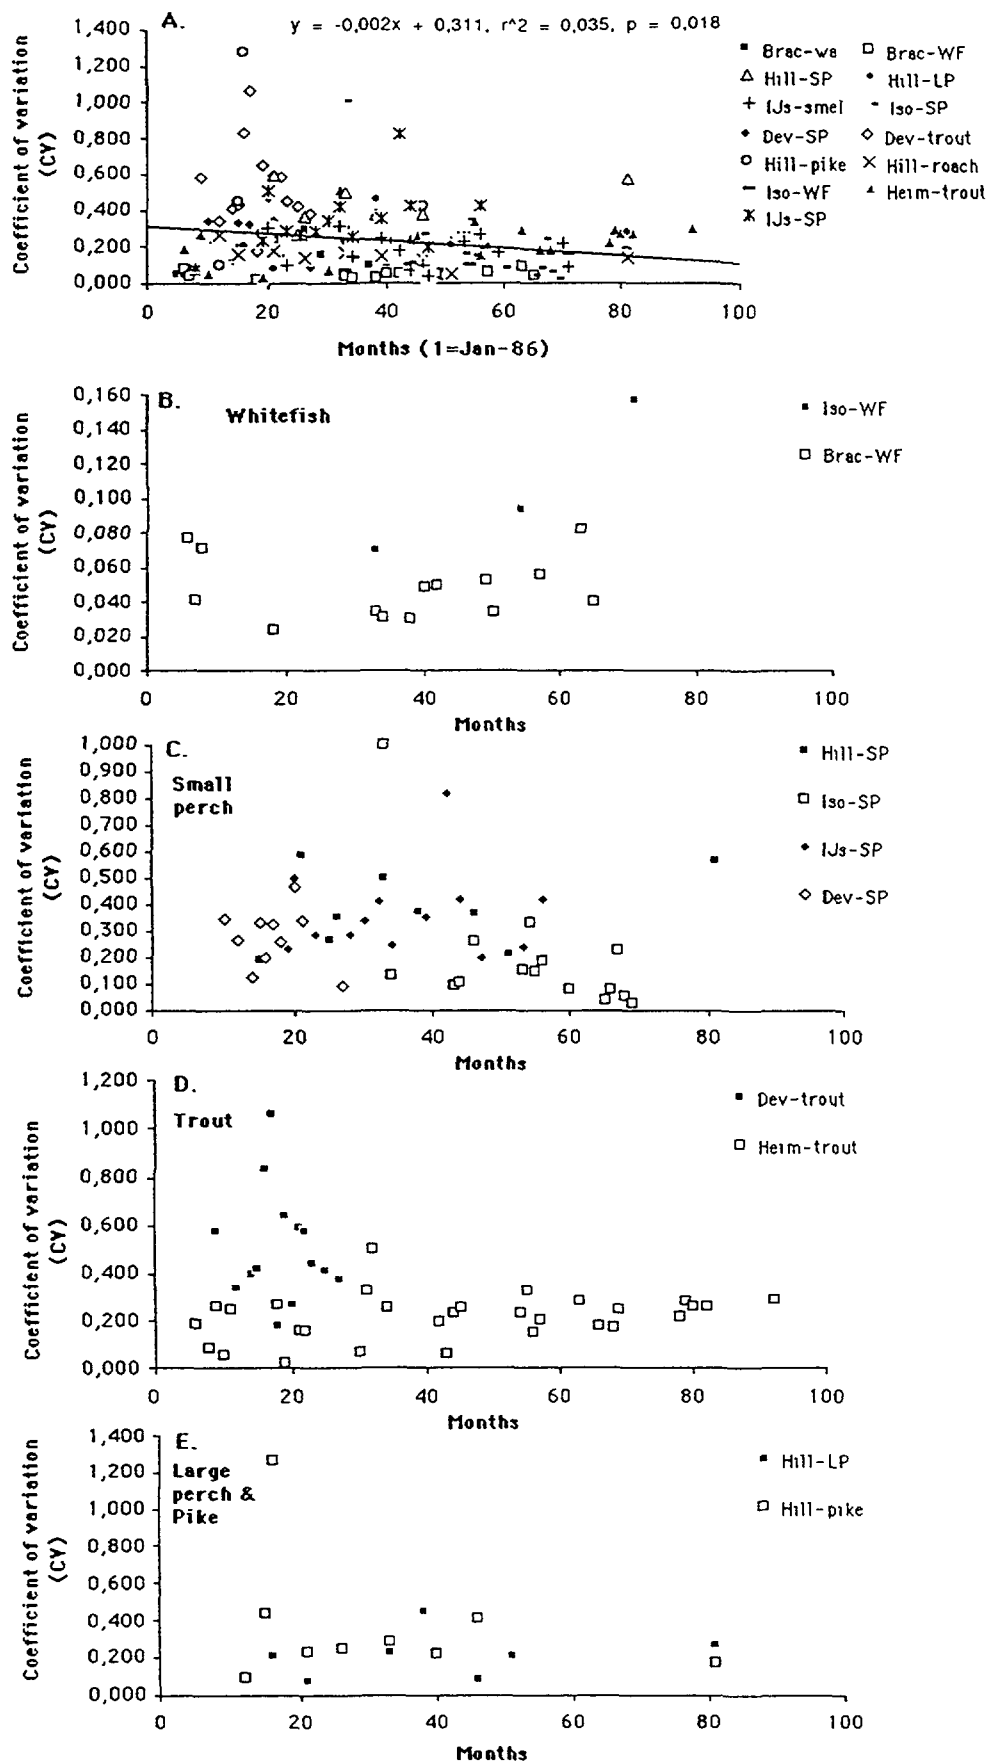 A. y = -0,002x + 0,311, r^2 = 0,035, p = 0,018
Coefficient of variation
(CV)
1,400
1,200
1,000
0,800
0,600
0,400
0,200
0,000
0 20 40 60 80 100
Months (1=Jan-86)
Brac-wa Brac-WF
Hill-SP Hill-LP
IJs-smel Iso-SP
Dev-SP Dev-trout
Hill-pike Hill-roach
Iso-WF Heim-trout
IJs-SP
B. Whitefish
Coefficient of variation
(CV)
0,160
0,140
0,120
0,100
0,080
0,060
0,040
0,020
0,000
0 20 40 60 80 100
Months
Iso-WF
Brac-WF
C.
Small
perch
Coefficient of variation
(CV)
1,000
0,900
0,800
0,700
0,600
0,500
0,400
0,300
0,200
0,100
0,000
0 20 40 60 80 100
Months
Hill-SP
Iso-SP
IJs-SP
Dev-SP
D.
Trout
Coefficient of variation
(CV)
1,200
1,000
0,800
0,600
0,400
0,200
0,000
0 20 40 60 80 100
Months
Dev-trout
Heim-trout
E.
Large
perch &
Pike
Coefficient of variation
(CV)
1,400
1,200
1,000
0,800
0,600
0,400
0,200
0,000
0 20 40 60 80 100
Months
Hill-LP
Hill-pike